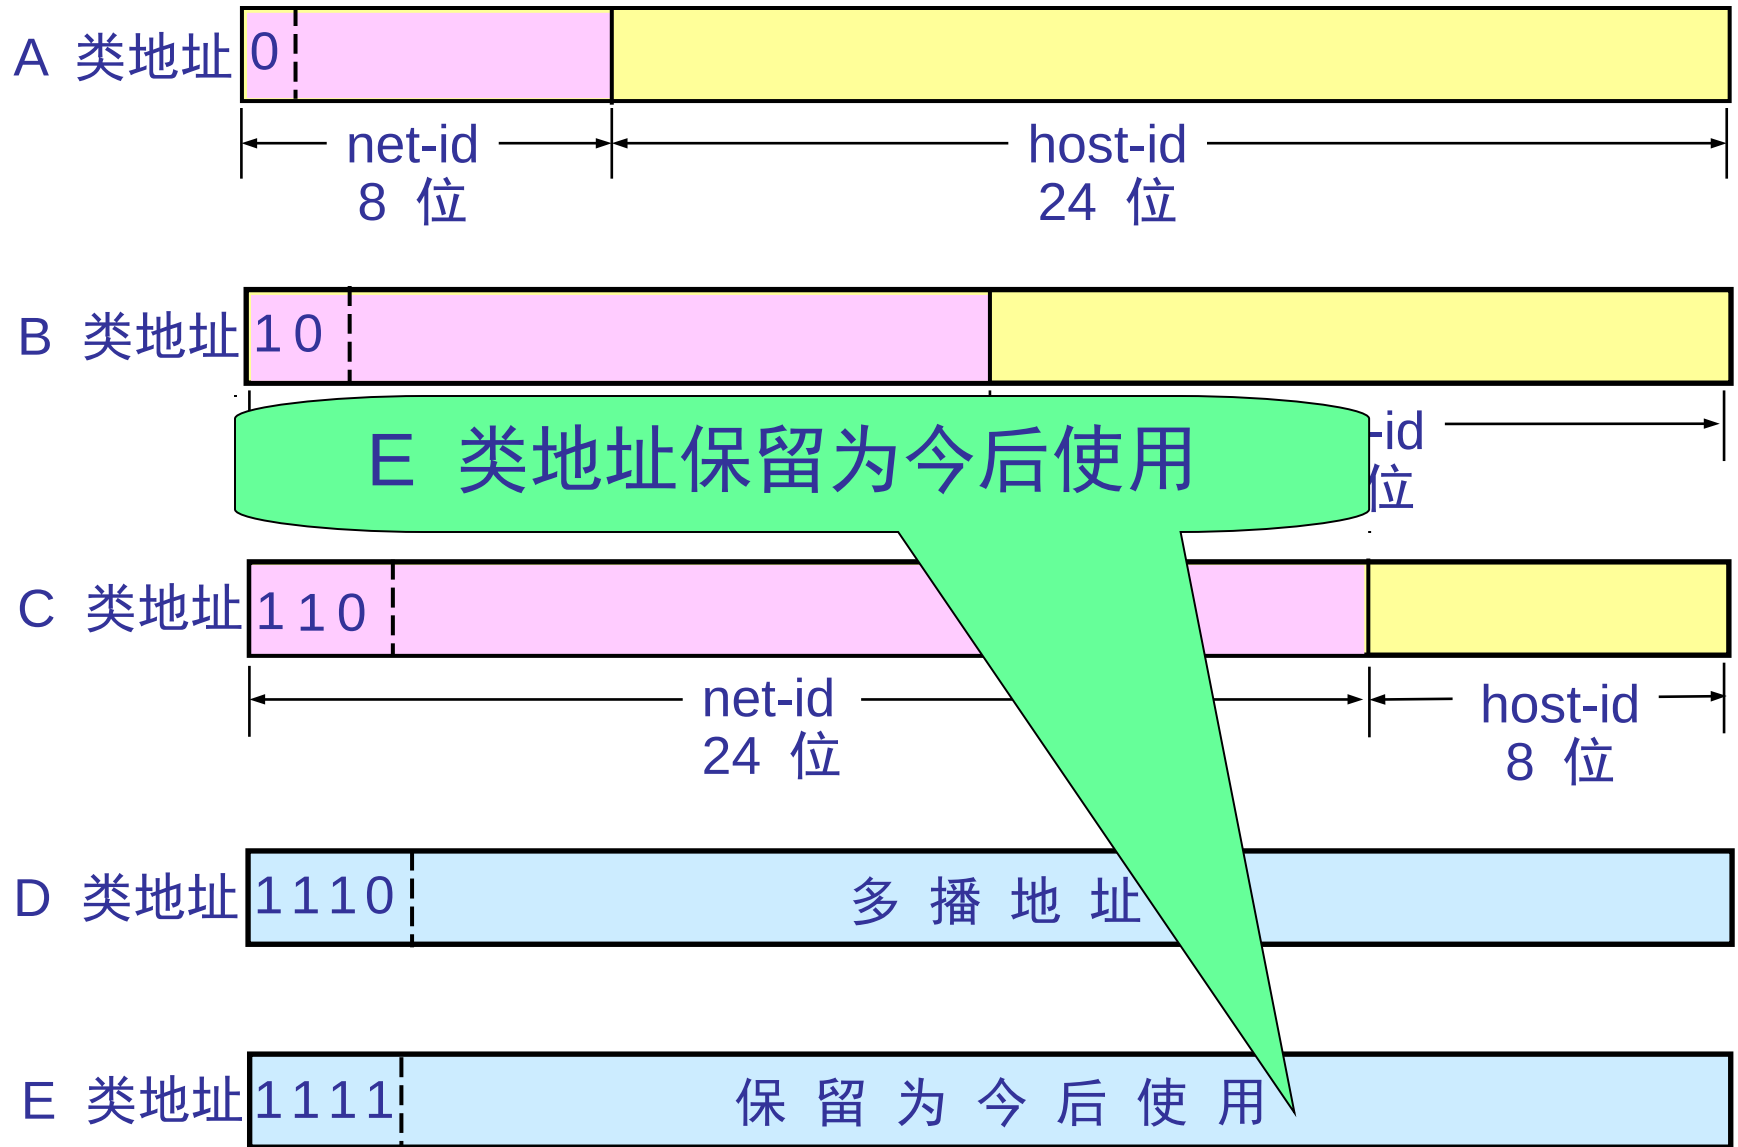 A 类地址 0
net-id host-id
8 位 24 位
B 类地址 1 0
-id
位
E 类地址保留为今后使用
C 类地址 1 1 0
net-id host-id
24 位 8 位
D 类地址 1 1 1 0 多 播 地 址
E 类地址 1 1 1 1 保 留 为 今 后 使 用